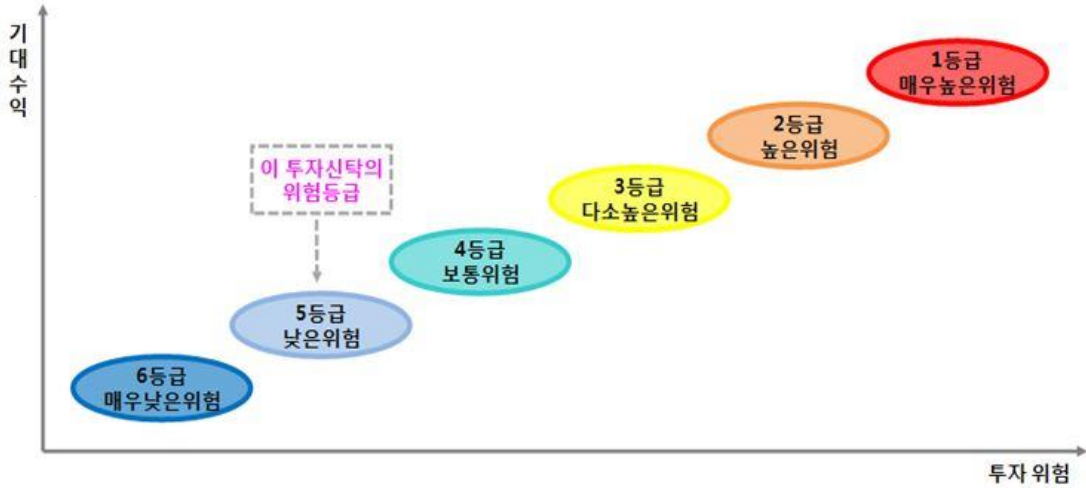 기대수익
1등급
매우높은위험
2등급
높은위험
이 투자신탁의
위험등급
3등급
다소높은위험
4등급
보통위험
5등급
낮은위험
6등급
매우낮은위험
투자 위험